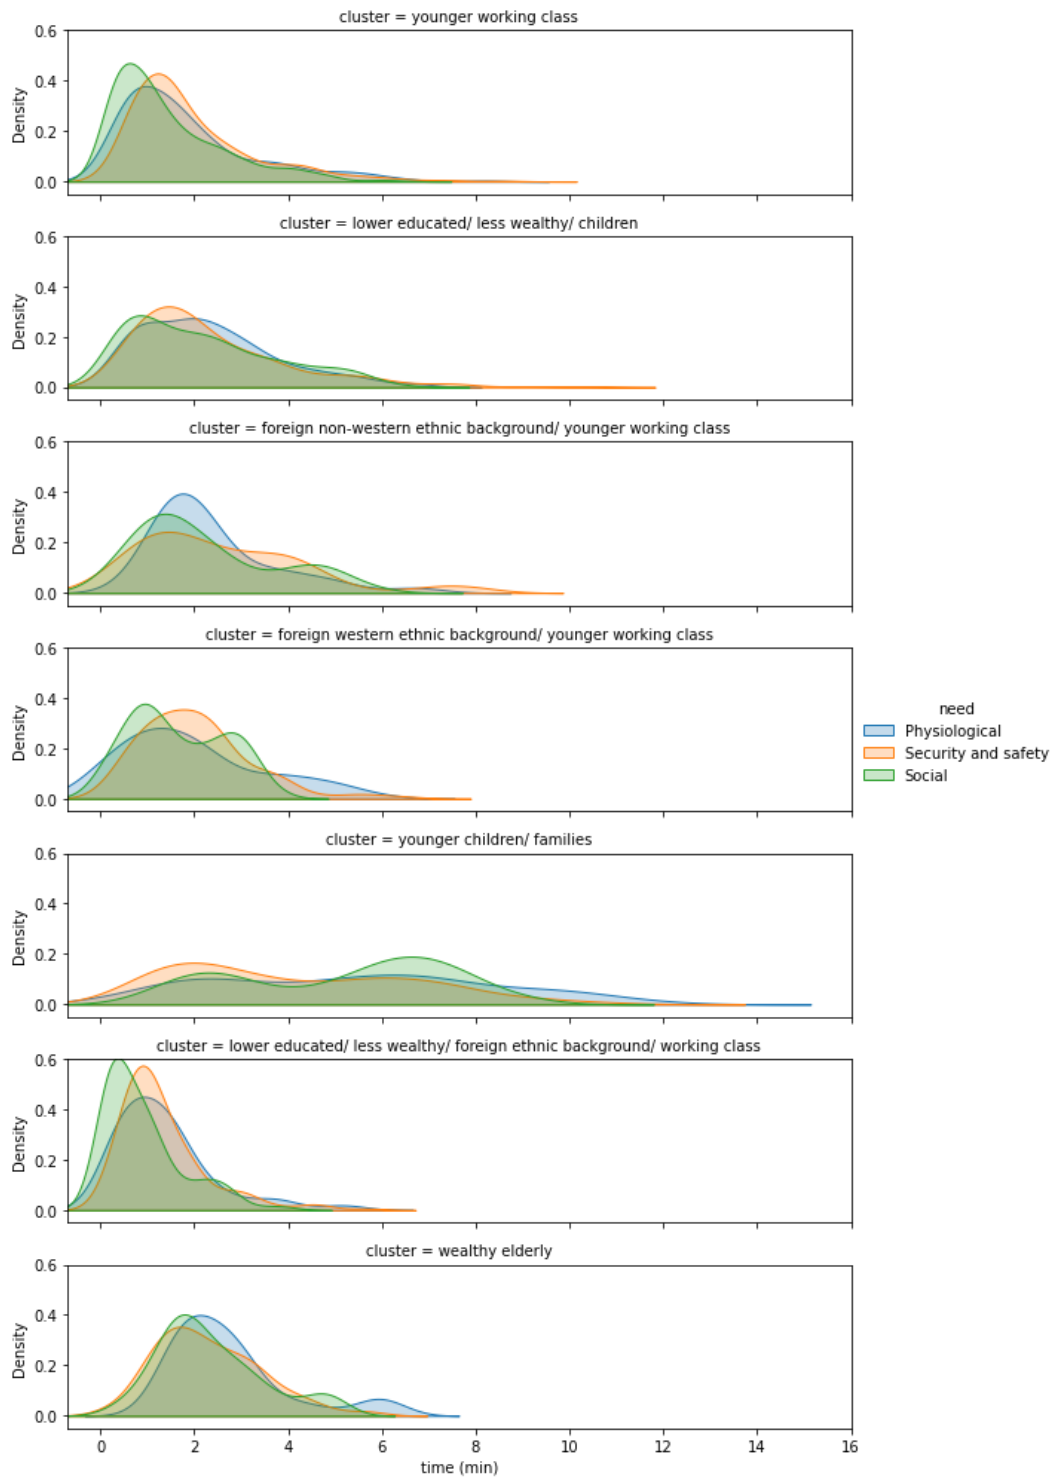 cluster = younger working class
0.6
0.4
0.2
0.0
Density
cluster = lower educated/ less wealthy/ children
0.6
0.4
0.2
0.0
Density
cluster = foreign non-western ethnic background/ younger working class
0.6
0.4
0.2
0.0
Density
cluster = foreign western ethnic background/ younger working class
0.6
0.4
0.2
0.0
Density
need
Physiological
Security and safety
Social
cluster = younger children/ families
0.6
0.4
0.2
0.0
Density
cluster = lower educated/ less wealthy/ foreign ethnic background/ working class
0.6
0.4
0.2
0.0
Density
cluster = wealthy elderly
0.6
0.4
0.2
0.0
Density
0 2 4 6 8 10 12 14 16
time (min)